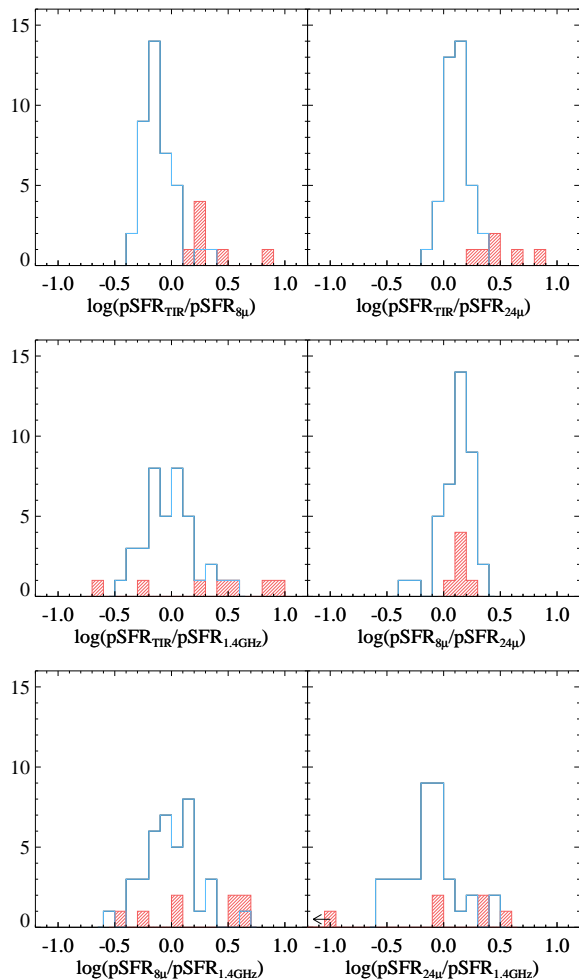 15
10
5
0
-1.0 -0.5 0.0 0.5 1.0 -1.0 -0.5 0.0 0.5 1.0
log(pSFR_TIR/pSFR_8μ) log(pSFR_TIR/pSFR_24μ)
15
10
5
0
-1.0 -0.5 0.0 0.5 1.0 -1.0 -0.5 0.0 0.5 1.0
log(pSFR_TIR/pSFR_1.4GHz) log(pSFR_8μ/pSFR_24μ)
15
10
5
0
-1.0 -0.5 0.0 0.5 1.0 -1.0 -0.5 0.0 0.5 1.0
log(pSFR_8μ/pSFR_1.4GHz) log(pSFR_24μ/pSFR_1.4GHz)